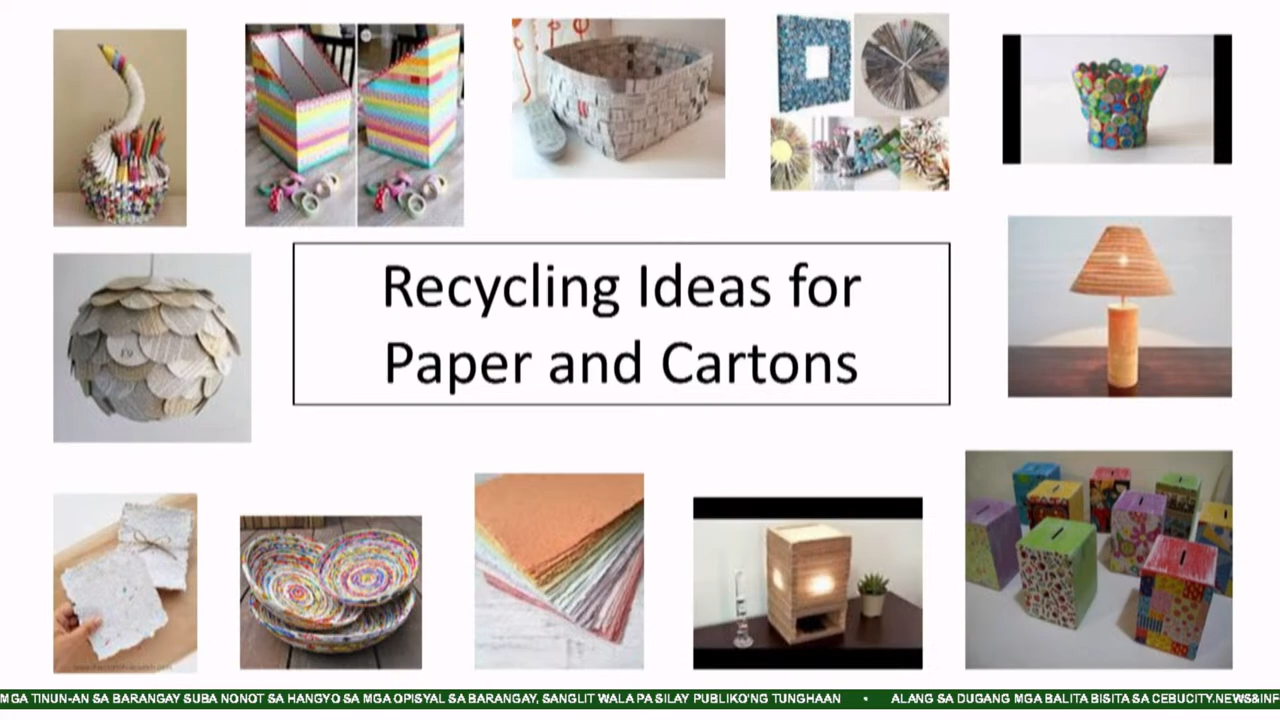 Recycling Ideas for
Paper and Cartons
MGA TINUN-AN SA BARANGAY SUBA NONOT SA HANGYO SA MGA OPISYAL SA BARANGAY, SANGLIT WALA PA SILAY PUBLIKO'NG TUNGHAAN • ALANG SA DUGANG MGA BALITA BISITA SA CEBUCITY.NEWS&INF